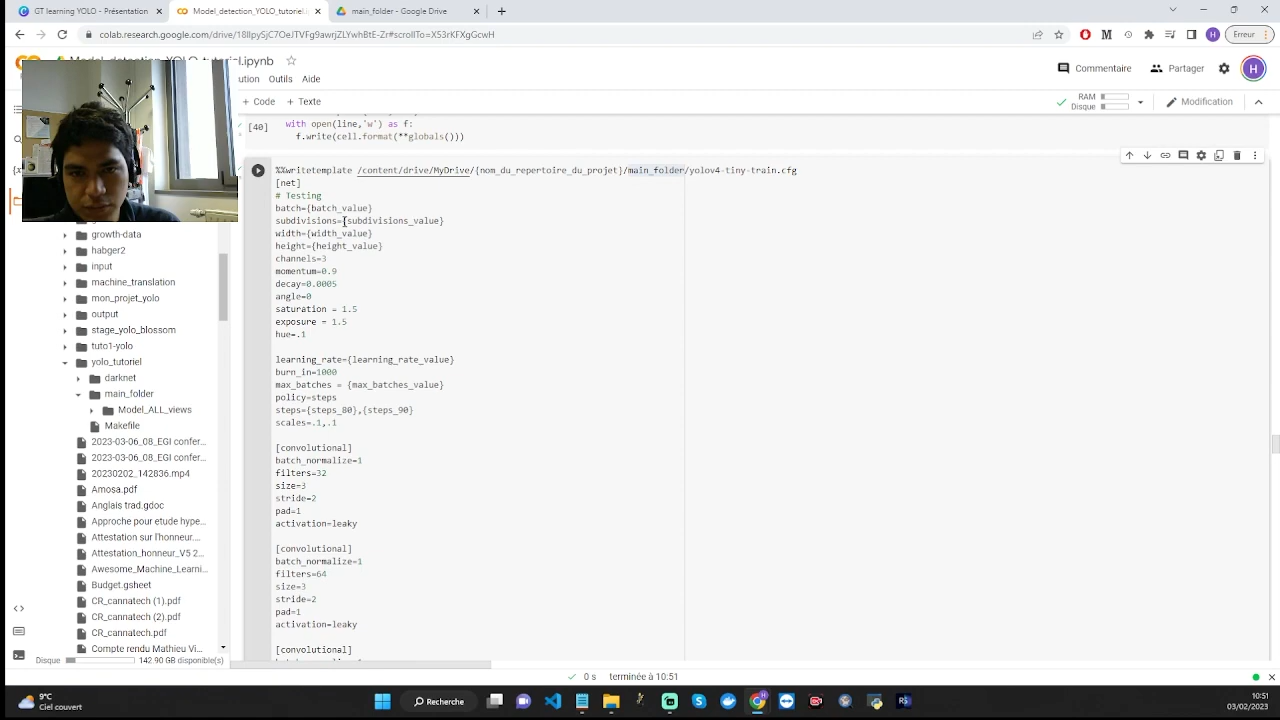 GT learning YOLO - Présentation
Model_detection_YOLO_tutoriel.i
main_folder - Google Drive
colab.research.google.com/drive/18lIpySjC7Oe/TVFg9awrjZLYwhBtE-Zr#scrollTo=X53rKFXgGcwH
Erreur
Outils Aide
Commentaire
Partager
H
+ Code + Texte
RAM
Disque
Modification
[40]
with open(line,'w') as f:
f.write(cell.format(**globals()))
%%writetemplate /content/drive/MyDrive/{nom_du_repertoire_du_projet}/main_folder/yolov4-tiny-train.cfg
[net]
# Testing
batch={batch_value}
subdivisions={subdivisions_value}
width={width_value}
height={height_value}
channels=3
momentum=0.9
decay=0.0005
angle=0
saturation = 1.5
exposure = 1.5
hue=.1
learning_rate={learning_rate_value}
burn_in=1000
max_batches = {max_batches_value}
policy=steps
steps={steps_80},{steps_90}
scales=.1,.1
[convolutional]
batch_normalize=1
filters=32
size=3
stride=2
pad=1
activation=leaky
[convolutional]
batch_normalize=1
filters=64
size=3
stride=2
pad=1
activation=leaky
[convolutional]
growth-data
habger2
input
machine_translation
mon_projet_yolo
output
stage_yolo_blossom
tuto1-yolo
yolo_tutoriel
darknet
main_folder
Model_ALL_views
Makefile
2023-03-06_08_EGI confer...
2023-03-06_08_EGI confer...
20230202_142836.mp4
Amosa.pdf
Anglais trad.gdoc
Approche pour etude hype...
Attestation sur l'honneur....
Attestation_honneur_V5 2...
Awesome_Machine_Learni...
Budget.gsheet
CR_cannatech (1).pdf
CR_cannatech (2).pdf
CR_cannatech.pdf
Compte rendu Mathieu Vi...
Disque 142.90 GB disponible(s)
0 s terminée à 10:51
9°C
Ciel couvert
Recherche
10:51
03/02/2023